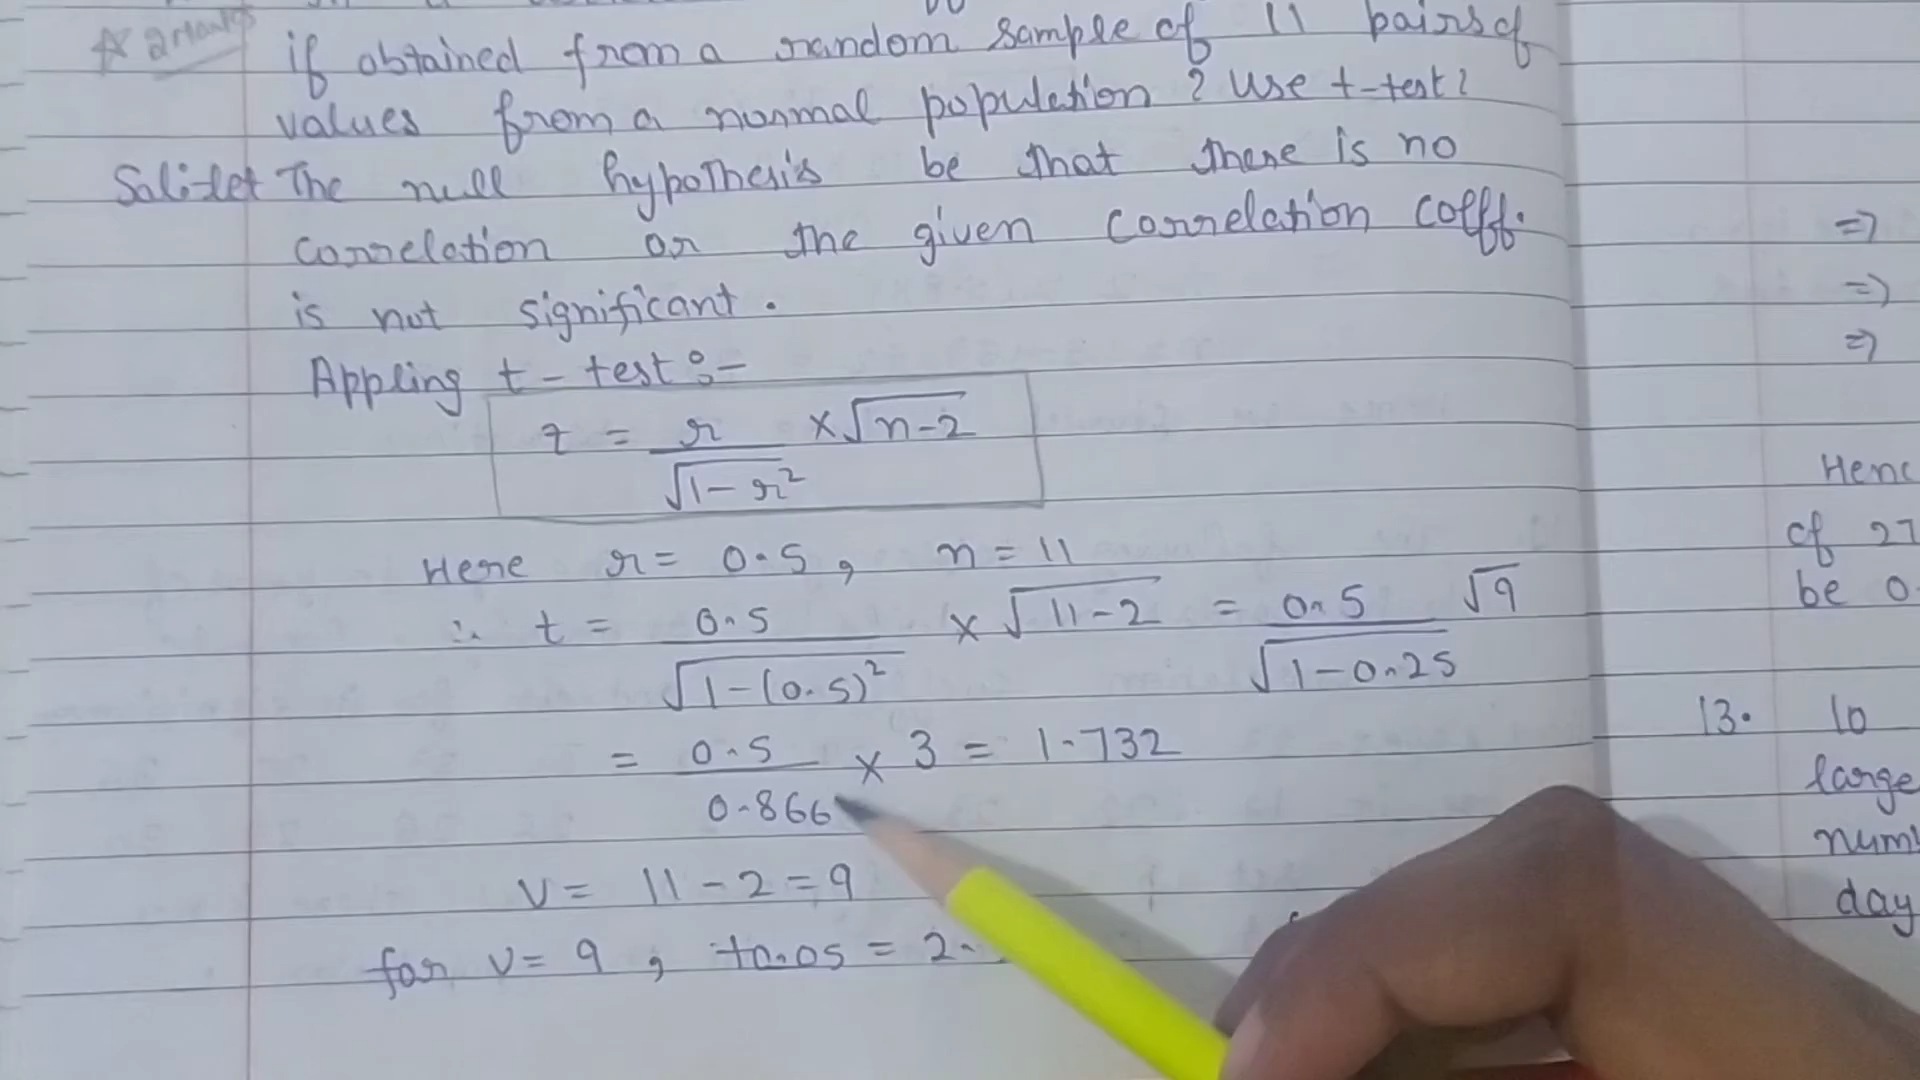 ☆ 2 Marks
if obtained from a random sample of 11 pairs of
values from a normal population? Use t-test?
Sol:- Let The null hypothesis be that there is no
correlation or the given correlation coeff.
is not significant.
Appling t - test :-
t = r / √(1-r²) × √(n-2)
Here r = 0.5, n = 11
∴ t = 0.5 / √(1-(0.5)²) × √(11-2) = 0.5 / √(1-0.25) √9
= 0.5 / 0.866 × 3 = 1.732
v = 11 - 2 = 9
for v = 9, t0.05 = 2.
⇒
⇒
⇒
Henc
of 27
be 0.
13. 10
large
num
day